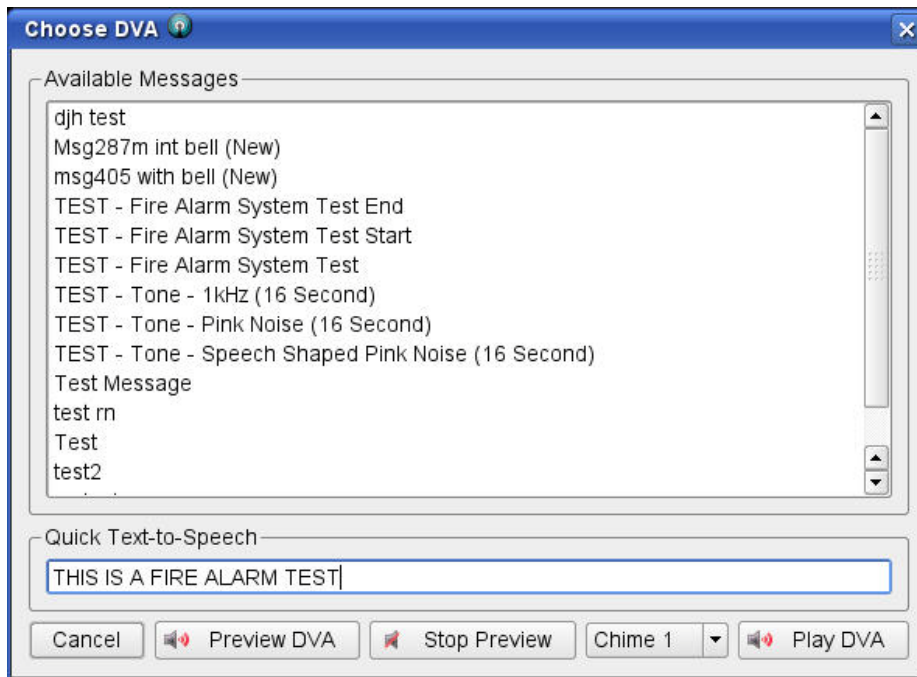 Choose DVA
Available Messages
djh test
Msg287m int bell (New)
msg405 with bell (New)
TEST - Fire Alarm System Test End
TEST - Fire Alarm System Test Start
TEST - Fire Alarm System Test
TEST - Tone - 1kHz (16 Second)
TEST - Tone - Pink Noise (16 Second)
TEST - Tone - Speech Shaped Pink Noise (16 Second)
Test Message
test rn
Test
test2
Quick Text-to-Speech
THIS IS A FIRE ALARM TEST
Cancel Preview DVA Stop Preview Chime 1 Play DVA